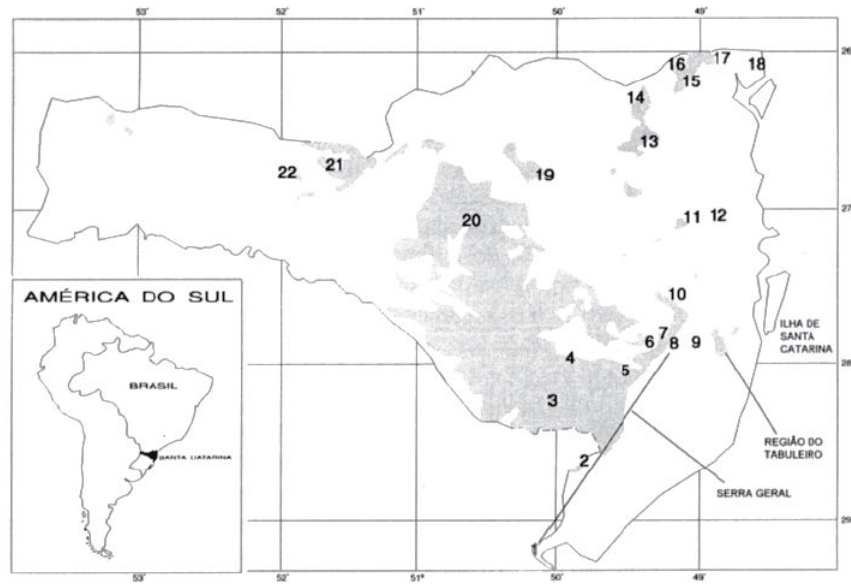 53 52 51 50 49
26
16 17 18
15
14
13
21
22 19
27
20 11 12
10
AMÉRICA DO SUL
BRASIL
SANTA CATARINA
ILHA DE
SANTA
CATARINA
7
6 8 9
4
5
28
3
REGIÃO DO
TABULEIRO
2
SERRA GERAL
29
53 52 51 50 49